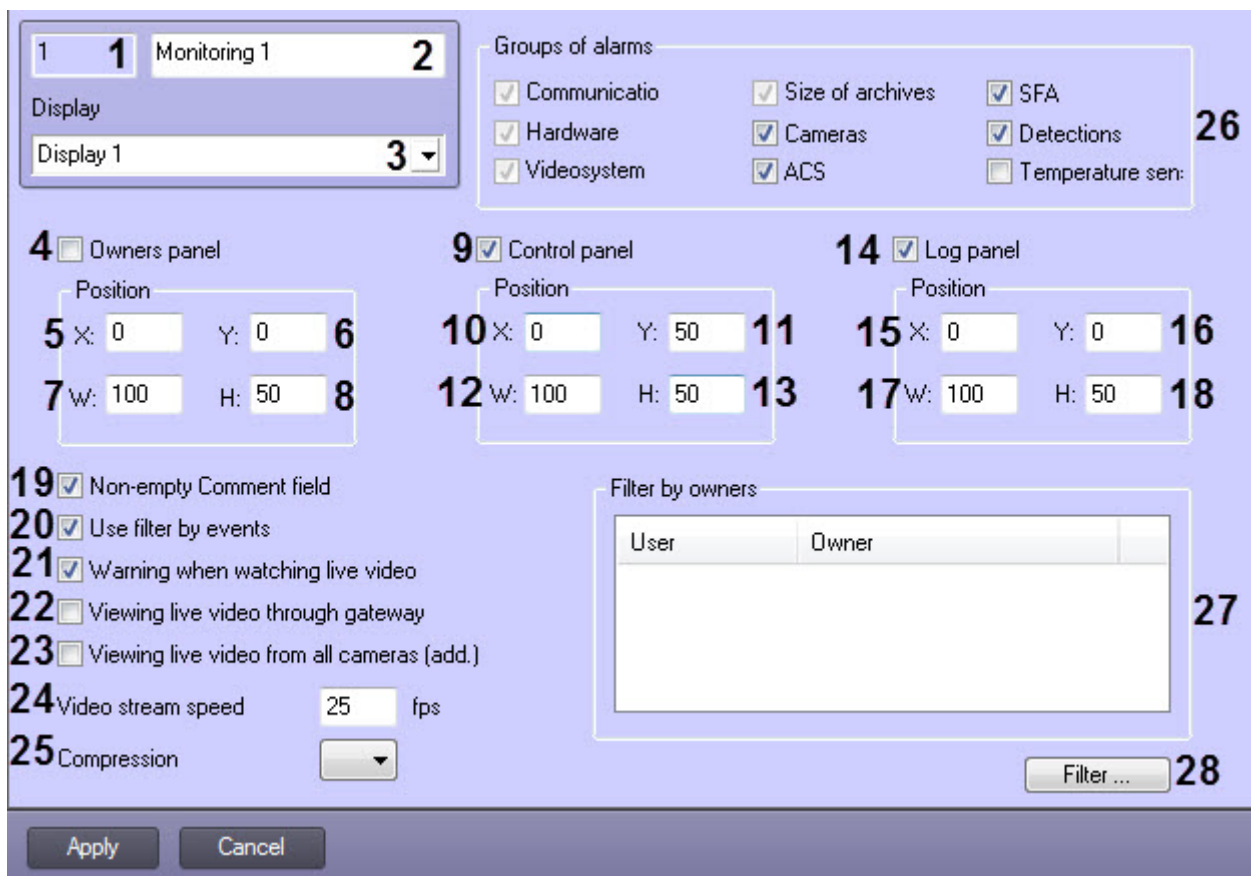 1 1 Monitoring 1 2
Display
Display 1 3
Groups of alarms
Communicatio Size of archives SFA
Hardware Cameras Detections 26
Videosystem ACS Temperature sen
4 Owners panel 9 Control panel 14 Log panel
Position Position Position
5 X: 0 Y: 0 6 10 X: 0 Y: 50 11 15 X: 0 Y: 0 16
7 W: 100 H: 50 8 12 W: 100 H: 50 13 17 W: 100 H: 50 18
19 Non-empty Comment field
20 Use filter by events
21 Warning when watching live video
22 Viewing live video through gateway
23 Viewing live video from all cameras (add.)
24 Video stream speed 25 fps
25 Compression
Filter by owners
User Owner
27
Filter ... 28
Apply Cancel